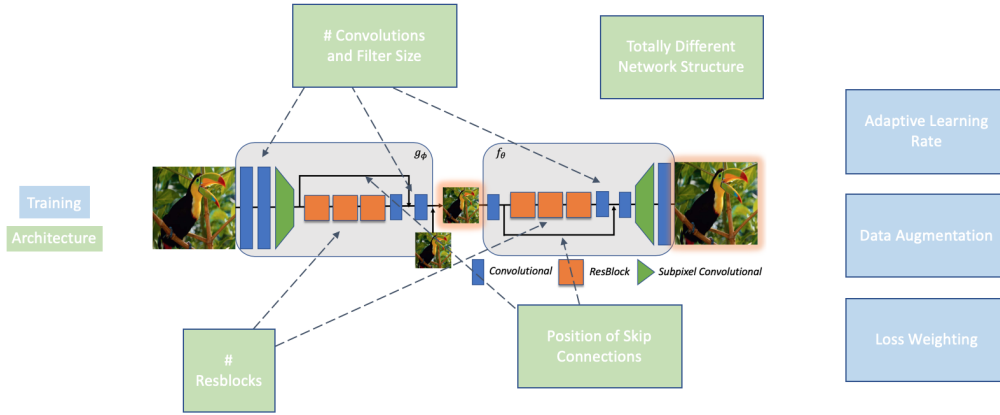 # Convolutions
and Filter Size
Totally Different
Network Structure
Adaptive Learning
Rate
gϕ
fθ
Training
Architecture
Data Augmentation
Convolutional
ResBlock
Subpixel Convolutional
#
Resblocks
Position of Skip
Connections
Loss Weighting